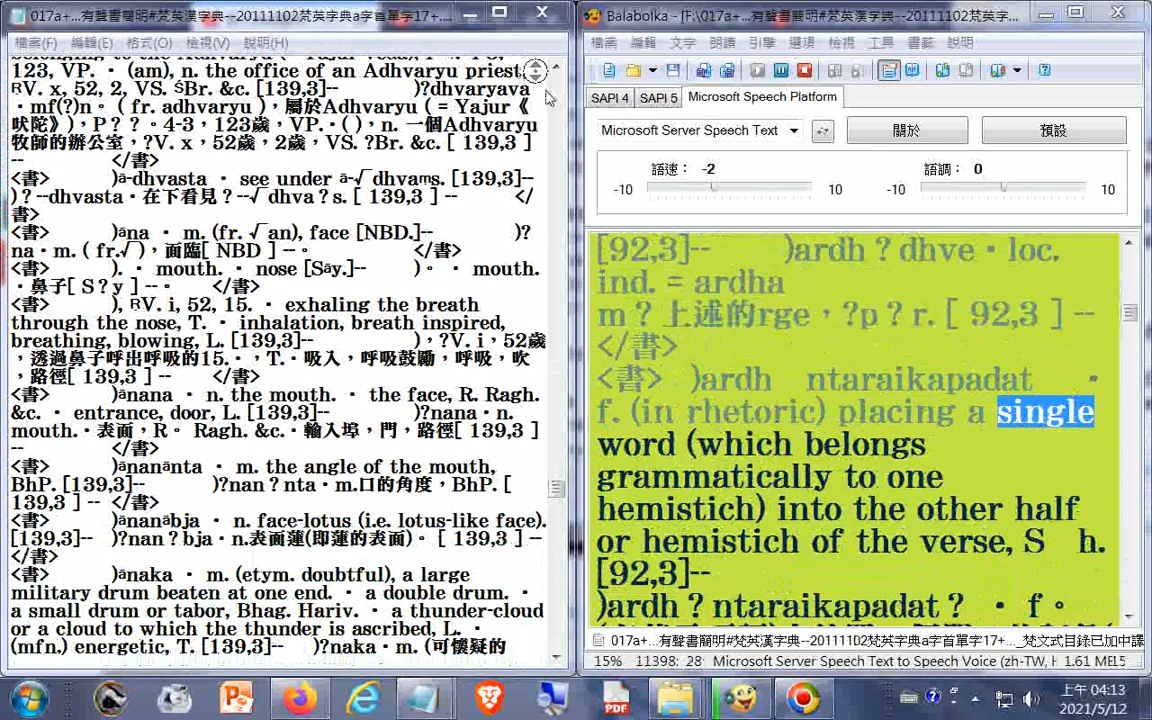 017a+...有聲書簡明#梵英漢字典--20111102梵英字典a字首單字17+...
檔案(F) 編輯(E) 格式(O) 檢視(V) 說明(H)
123, VP. · (am), n. the office of an Adhvaryu priest,
RV. x, 52, 2, VS. ŚBr. &c. [139,3]-- )?dhvaryava
· mf(?)n。( fr. adhvaryu )，屬於Adhvaryu ( = Yajur《
吠陀》)，P？？。4-3，123歲，VP.·( )，n. 一個Adhvaryu
牧師的辦公室，?V. x，52歲，2歲，VS. ?Br. &c. [ 139,3 ]
-- </書>
<書> )ā-dhvasta · see under ā-√dhvaṃs. [139,3]--
)？--dhvasta·在下看見？--√dhva？s. [ 139,3 ] </
書>
<書> )āna · m. (fr. √an), face [NBD.]-- )?
na·m. ( fr.√)，面臨[ NBD ] --。 </書>
<書> ). · mouth. · nose [Sāy.]-- )。· mouth.
·鼻子[ S？y ] --。 </書>
<書> ), RV. i, 52, 15. · exhaling the breath
through the nose, T. · inhalation, breath inspired,
breathing, blowing, L. [139,3]-- )，?V. i，52歲
，透過鼻子呼出呼吸的15.·，T.·吸入，呼吸鼓勵，呼吸，吹
，路徑[ 139,3 ] -- </書>
<書> )ānana · n. the mouth. · the face, R. Ragh.
&c. · entrance, door, L. [139,3]-- )?nana·n.
mouth.·表面，R。Ragh. &c.·輸入埠，門，路徑[ 139,3 ]
-- </書>
<書> )ānanānta · m. the angle of the mouth,
BhP. [139,3]-- )?nan？nta·m.口的角度，BhP. [
139,3 ] -- </書>
<書> )ānanābja · n. face-lotus (i.e. lotus-like face).
[139,3]-- )?nan？bja·n.表面蓮(即蓮的表面)。[ 139,3 ] --
</書>
<書> )ānaka · m. (etym. doubtful), a large
military drum beaten at one end. · a double drum. ·
a small drum or tabor, Bhag. Hariv. · a thunder-cloud
or a cloud to which the thunder is ascribed, L. ·
(mfn.) energetic, T. [139,3]-- )?naka·m. (可懷疑的
Balabolka - [F:\017a+...有聲書簡明#梵英漢字典--20111102梵英字...
檔案 編輯 文字 朗讀 引擎 選項 檢視 工具 書籤 說明
SAPI 4 SAPI 5 Microsoft Speech Platform
Microsoft Server Speech Text 關於 預設
語速： -2 語調： 0
-10 10 -10 10
[92,3]-- )ardh？dhve·loc.
ind. = ardha
m？上述的rge，?p？r. [ 92,3 ] --
</書>
<書> )ardh ntaraikapadat ·
f. (in rhetoric) placing a single
word (which belongs
grammatically to one
hemistich) into the other half
or hemistich of the verse, S h.
[92,3]--
)ardh？ntaraikapadat？ ·f。
017a+...有聲書簡明#梵英漢字典--20111102梵英字典a字首單字17+..._梵文式目錄已加中譯
15% 11398: 28 Microsoft Server Speech Text to Speech Voice (zh-TW, H 1.61 МБ
上午 04:13
2021/5/12